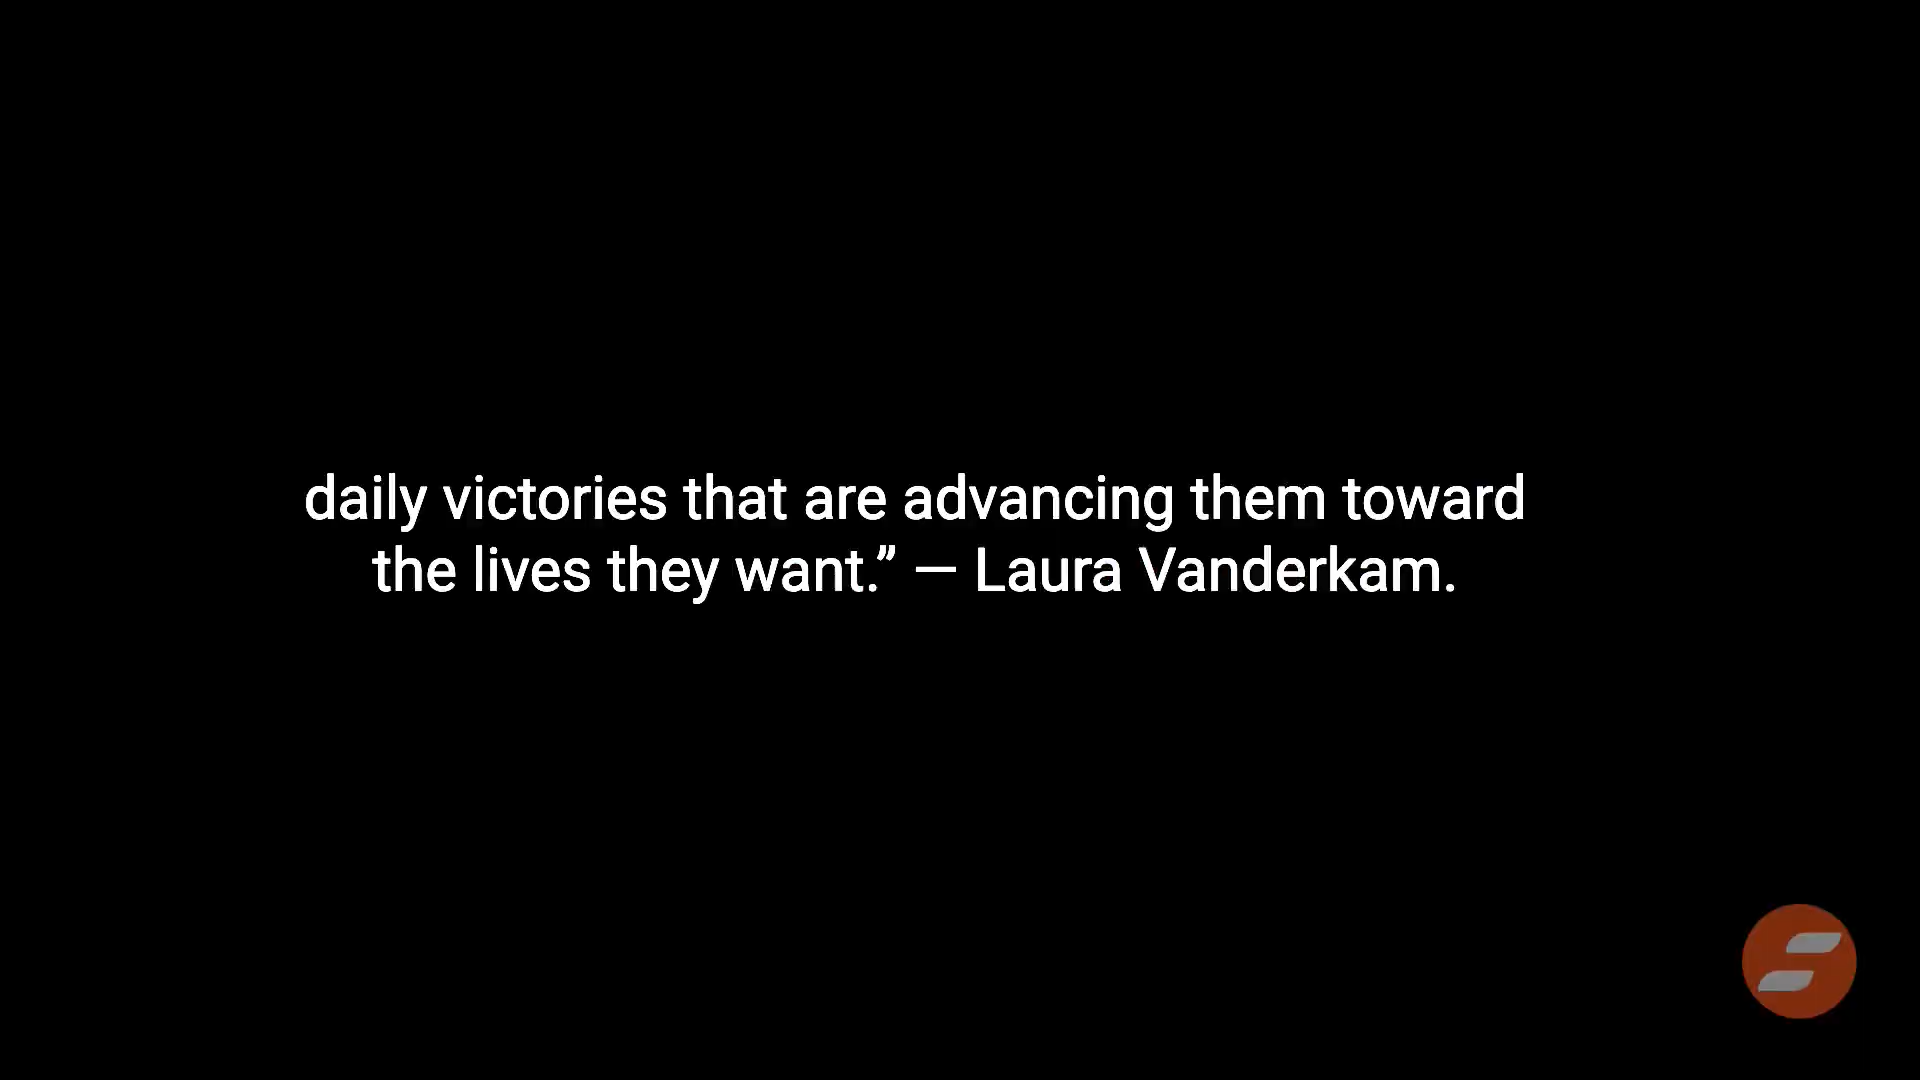 daily victories that are advancing them toward
the lives they want.” — Laura Vanderkam.